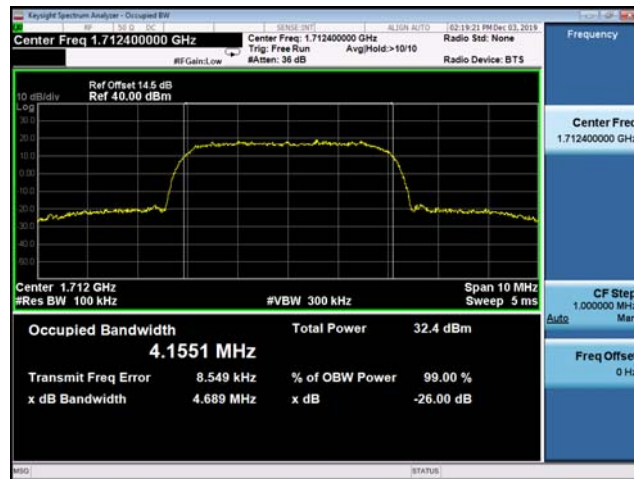 Keysight Spectrum Analyzer - Occupied BW
RF 50 Ω DC SENSE:INT ALIGN AUTO 02:19:21 PM Dec 03, 2019
Center Freq 1.712400000 GHz
Center Freq: 1.712400000 GHz
Radio Std: None
Trig: Free Run Avg|Hold:>10/10
#IFGain:Low #Atten: 36 dB
Radio Device: BTS
Frequency
Ref Offset 14.5 dB
10 dB/div Ref 40.00 dBm
Log
30.0
20.0
10.0
0.00
-10.0
-20.0
-30.0
-40.0
-50.0
Center Freq
1.712400000 GHz
Center 1.712 GHz Span 10 MHz
#Res BW 100 kHz #VBW 300 kHz Sweep 5 ms
CF Step
1.000000 MHz
Auto Man
Occupied Bandwidth Total Power 32.4 dBm
4.1551 MHz
Transmit Freq Error 8.549 kHz % of OBW Power 99.00 %
x dB Bandwidth 4.689 MHz x dB -26.00 dB
Freq Offset
0 Hz
MSG STATUS